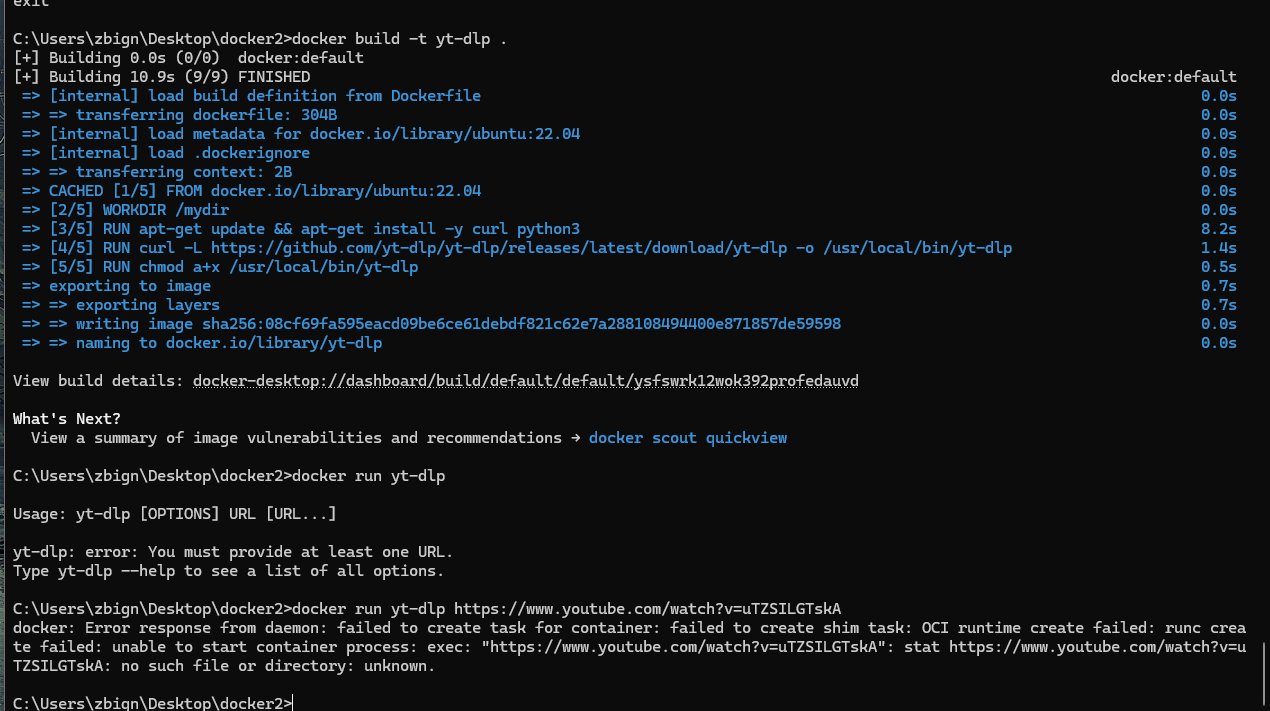 exit
C:\Users\zbign\Desktop\docker2>docker build -t yt-dlp .
[+] Building 0.0s (0/0)  docker:default
[+] Building 10.9s (9/9) FINISHED docker:default
=> [internal] load build definition from Dockerfile 0.0s
=> => transferring dockerfile: 304B 0.0s
=> [internal] load metadata for docker.io/library/ubuntu:22.04 0.0s
=> [internal] load .dockerignore 0.0s
=> => transferring context: 2B 0.0s
=> CACHED [1/5] FROM docker.io/library/ubuntu:22.04 0.0s
=> [2/5] WORKDIR /mydir 0.0s
=> [3/5] RUN apt-get update && apt-get install -y curl python3 8.2s
=> [4/5] RUN curl -L https://github.com/yt-dlp/yt-dlp/releases/latest/download/yt-dlp -o /usr/local/bin/yt-dlp 1.4s
=> [5/5] RUN chmod a+x /usr/local/bin/yt-dlp 0.5s
=> exporting to image 0.7s
=> => exporting layers 0.7s
=> => writing image sha256:08cf69fa595eacd09be6ce61debdf821c62e7a288108494400e871857de59598 0.0s
=> => naming to docker.io/library/yt-dlp 0.0s
View build details: docker-desktop://dashboard/build/default/default/ysfswrk12wok392profedauvd
What's Next?
View a summary of image vulnerabilities and recommendations → docker scout quickview
C:\Users\zbign\Desktop\docker2>docker run yt-dlp
Usage: yt-dlp [OPTIONS] URL [URL...]
yt-dlp: error: You must provide at least one URL.
Type yt-dlp --help to see a list of all options.
C:\Users\zbign\Desktop\docker2>docker run yt-dlp https://www.youtube.com/watch?v=uTZSILGTskA
docker: Error response from daemon: failed to create task for container: failed to create shim task: OCI runtime create failed: runc crea
te failed: unable to start container process: exec: "https://www.youtube.com/watch?v=uTZSILGTskA": stat https://www.youtube.com/watch?v=u
TZSILGTskA: no such file or directory: unknown.
C:\Users\zbign\Desktop\docker2>